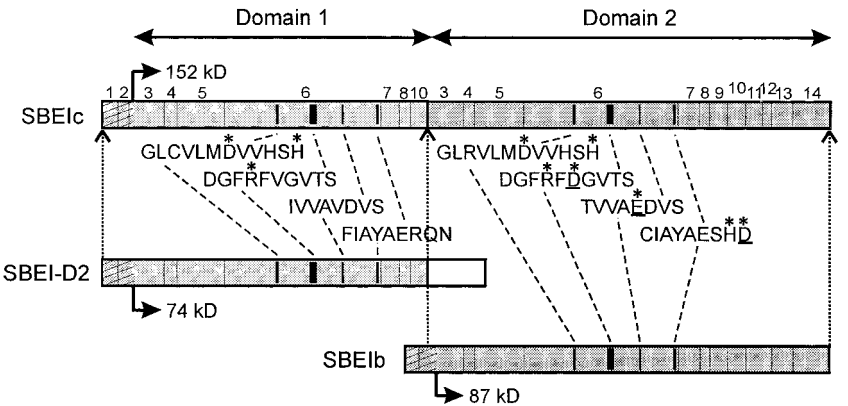 Domain 1 Domain 2
152 kD
1 2 3 4 5 6 7 8 10 3 4 5 6 7 8 9 10 11 12 13 14
SBEIc
* * * *
GLCVLMDVVHSH GLRVLMDVVHSH
* * *
DGFRFVGVTS DGFRFDGVTS
*
IVVAVDVS TVVAEDVS
* *
FIAYAERQN CIAYAESHD
SBEI-D2
74 kD
SBEIb
87 kD